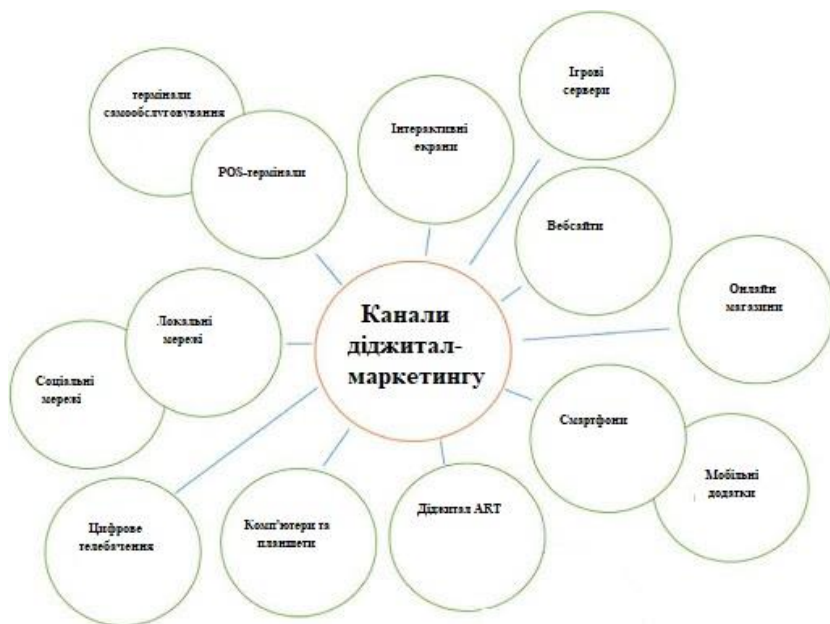 Ігрові
сервери
термінали
самообслуговування
Інтерактивні
екрани
POS-термінали
Вебсайти
Онлайн
магазини
Канали
діджитал-
маркетингу
Локальні
мережі
Соціальні
мережі
Смартфони
Мобільні
додатки
Діджитал ART
Комп'ютери та
планшети
Цифрове
телебачення